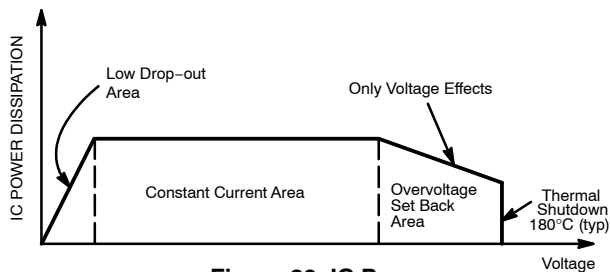 IC POWER DISSIPATION
Low Drop−out
Area
Only Voltage Effects
Constant Current Area
Overvoltage
Set Back
Area
Thermal
Shutdown
180°C (typ)
Voltage